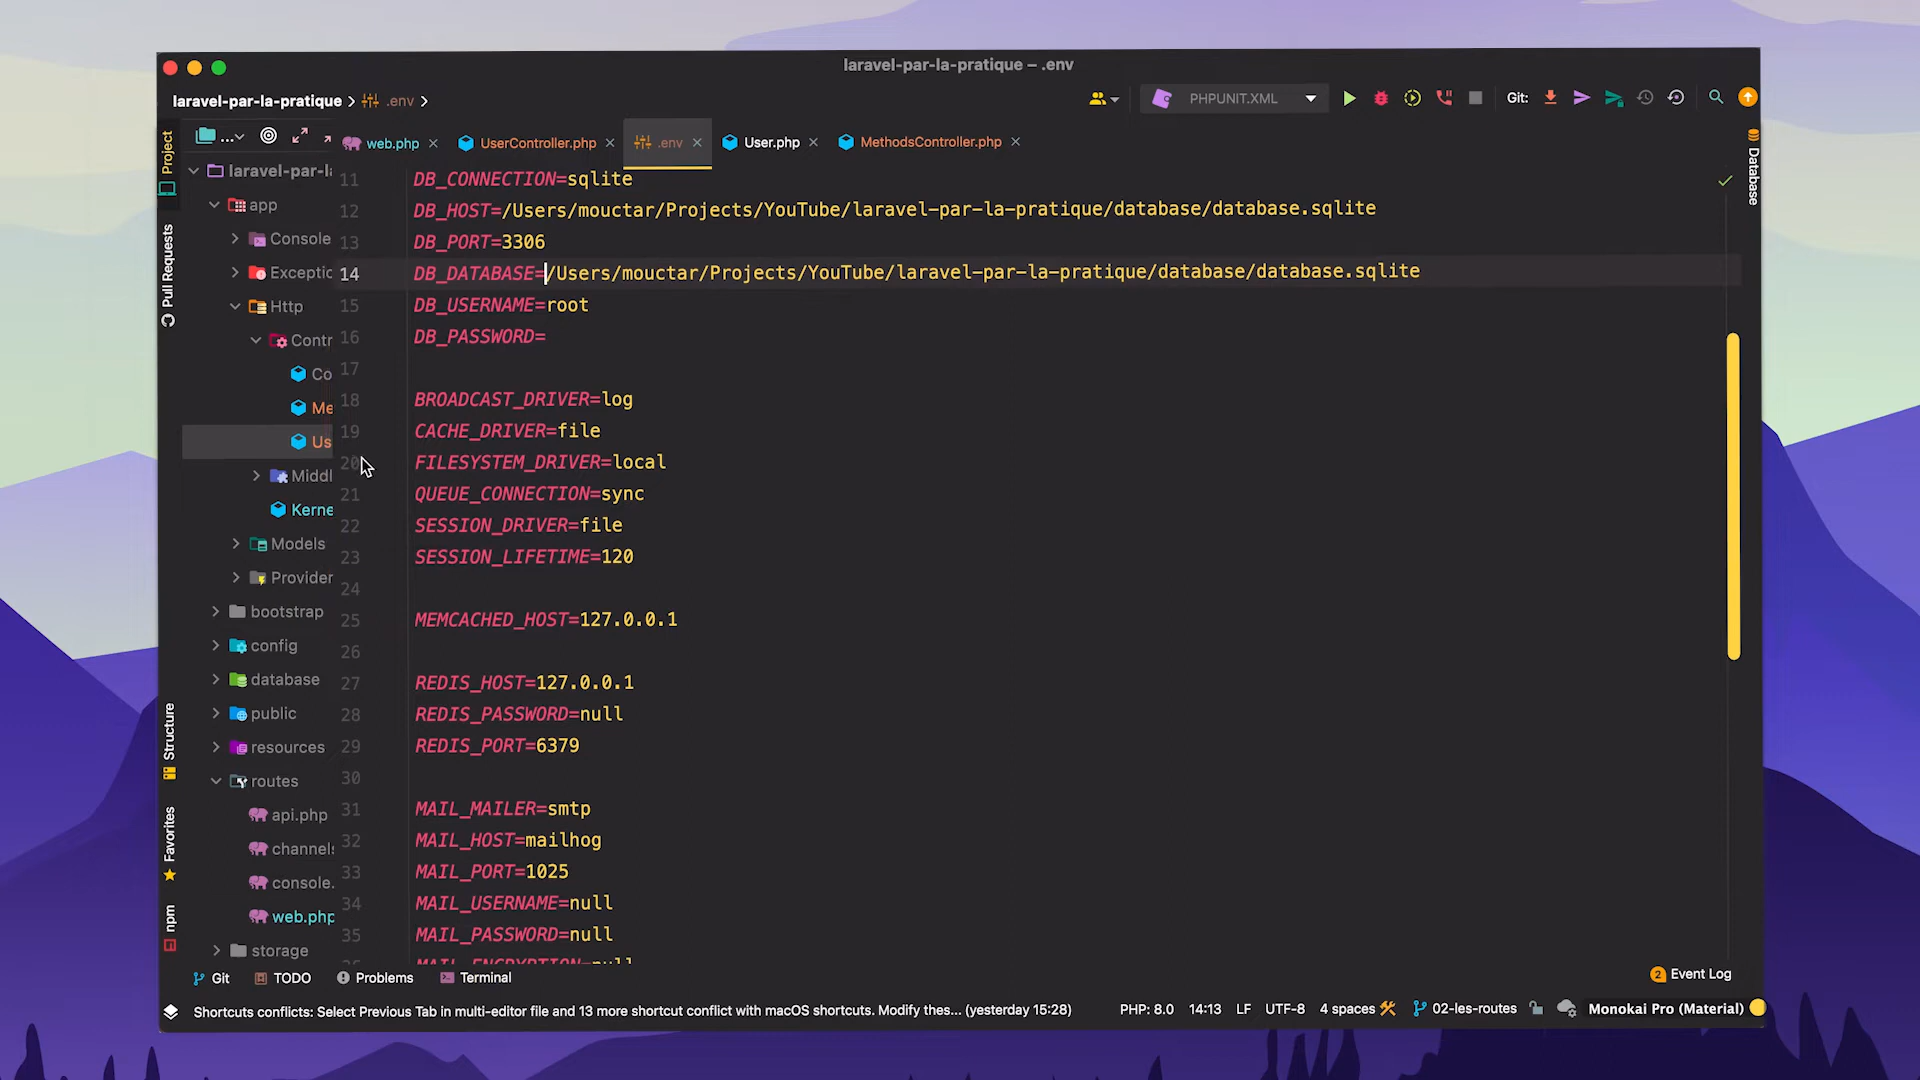 laravel-par-la-pratique – .env
laravel-par-la-pratique
.env
PHPUNIT.XML
Git:
Project
Pull Requests
Structure
Favorites
npm
Database
...
laravel-par-la
app
Console
Exceptic
Http
Contr
Co
Me
Us
Middl
Kerne
Models
Provider
bootstrap
config
database
public
resources
routes
api.php
channels
console.
web.php
storage
web.php
UserController.php
.env
User.php
MethodsController.php
11 DB_CONNECTION=sqlite
12 DB_HOST=/Users/mouctar/Projects/YouTube/laravel-par-la-pratique/database/database.sqlite
13 DB_PORT=3306
14 DB_DATABASE=/Users/mouctar/Projects/YouTube/laravel-par-la-pratique/database/database.sqlite
15 DB_USERNAME=root
16 DB_PASSWORD=
17
18 BROADCAST_DRIVER=log
19 CACHE_DRIVER=file
20 FILESYSTEM_DRIVER=local
21 QUEUE_CONNECTION=sync
22 SESSION_DRIVER=file
23 SESSION_LIFETIME=120
24
25 MEMCACHED_HOST=127.0.0.1
26
27 REDIS_HOST=127.0.0.1
28 REDIS_PASSWORD=null
29 REDIS_PORT=6379
30
31 MAIL_MAILER=smtp
32 MAIL_HOST=mailhog
33 MAIL_PORT=1025
34 MAIL_USERNAME=null
35 MAIL_PASSWORD=null
36 MAIL_ENCRYPTION=null
Git
TODO
Problems
Terminal
2 Event Log
Shortcuts conflicts: Select Previous Tab in multi-editor file and 13 more shortcut conflict with macOS shortcuts. Modify thes... (yesterday 15:28)
PHP: 8.0
14:13
LF
UTF-8
4 spaces
02-les-routes
Monokai Pro (Material)